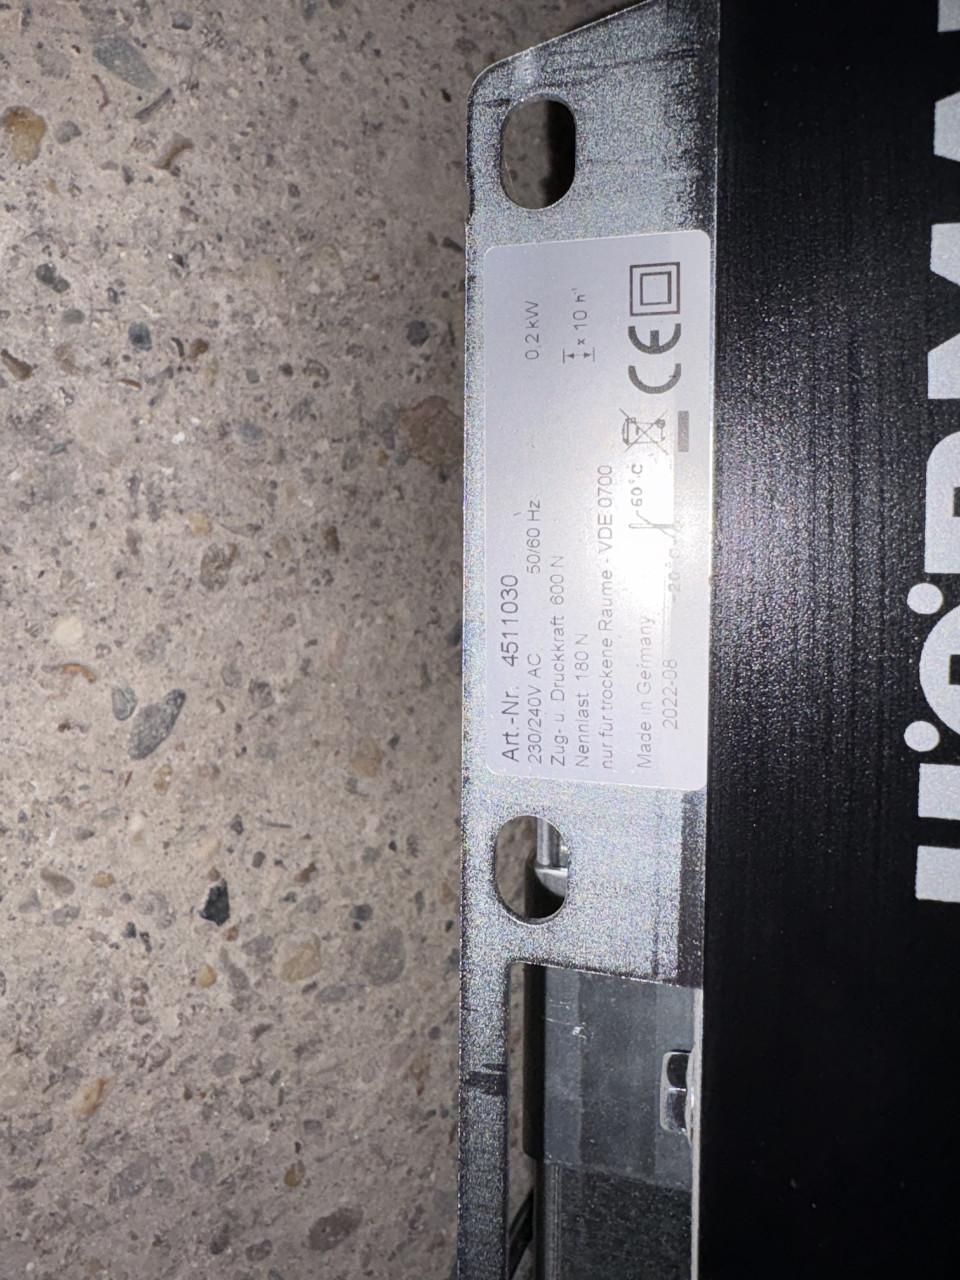 Art.-Nr. 4511030
230/240V AC 50/60 Hz 0.2 kW
Zug- u. Druckkraft 600 N
Nennlast 180 N x 10 h⁻¹
nur für trockene Räume - VDE 0700
Made in Germany -20°C 60°C CE
2022-08